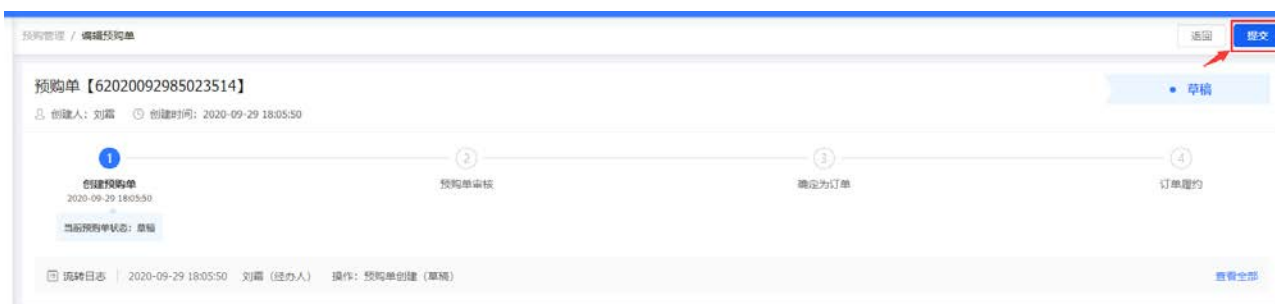 预购管理 / 编辑预购单
返回
提交
预购单【62020092985023514】
草稿
创建人：刘霜 创建时间：2020-09-29 18:05:50
1
2
3
4
创建预购单
预购单审核
确定为订单
订单履约
2020-09-29 18:05:50
当前预购单状态：草稿
流转日志 2020-09-29 18:05:50 刘霜（经办人） 操作：预购单创建（草稿）
查看全部